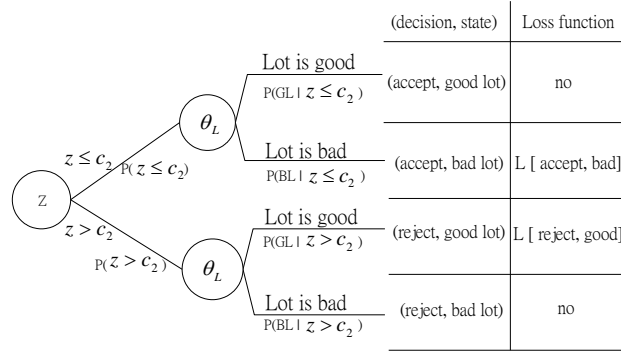 (decision, state) Loss function
Lot is good
P(GL | z ≤ c₂)
(accept, good lot) no
θ_L
z ≤ c₂ P(z ≤ c₂)
Lot is bad
P(BL | z ≤ c₂)
(accept, bad lot) L [ accept, bad]
z
z > c₂
P(z > c₂)
Lot is good
P(GL | z > c₂)
(reject, good lot) L [ reject, good]
θ_L
Lot is bad
P(BL | z > c₂)
(reject, bad lot) no